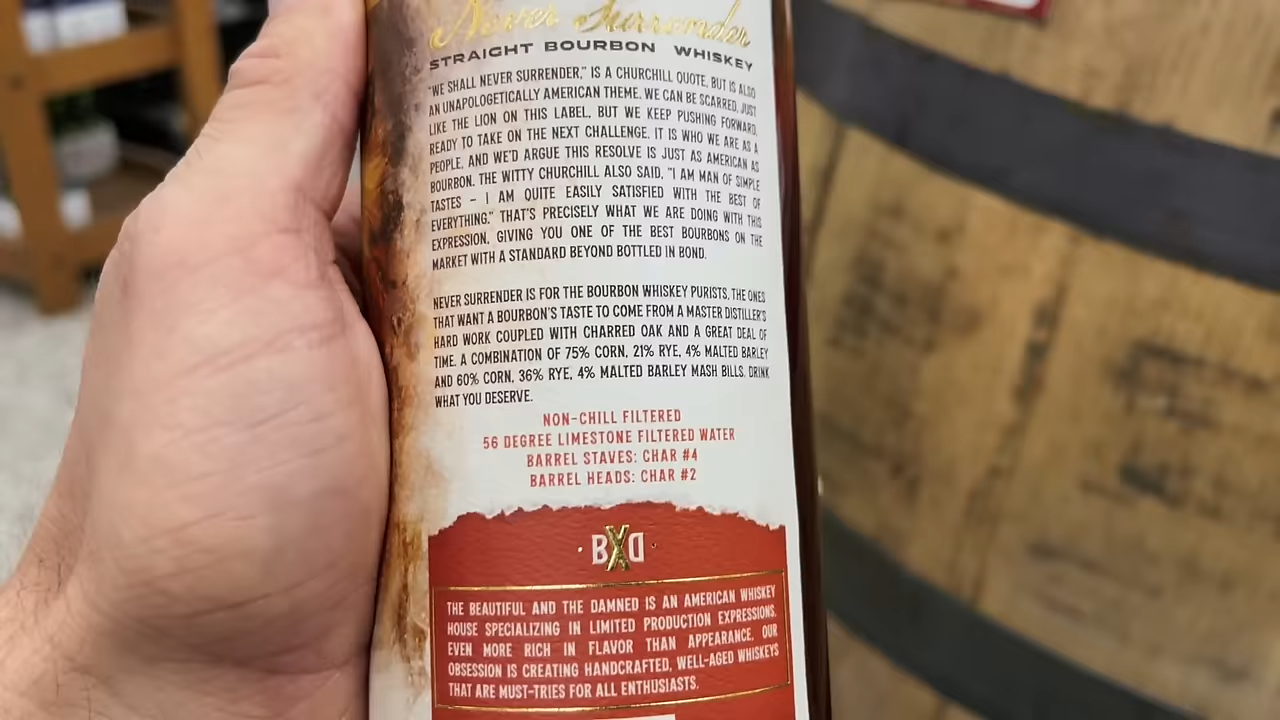 Never Surrender
STRAIGHT BOURBON WHISKEY
"WE SHALL NEVER SURRENDER," IS A CHURCHILL QUOTE, BUT IS ALSO
AN UNAPOLOGETICALLY AMERICAN THEME. WE CAN BE SCARRED, JUST
LIKE THE LION ON THIS LABEL, BUT WE KEEP PUSHING FORWARD,
READY TO TAKE ON THE NEXT CHALLENGE. IT IS WHO WE ARE AS A
PEOPLE, AND WE'D ARGUE THIS RESOLVE IS JUST AS AMERICAN AS
BOURBON. THE WITTY CHURCHILL ALSO SAID, "I AM MAN OF SIMPLE
TASTES – I AM QUITE EASILY SATISFIED WITH THE BEST OF
EVERYTHING." THAT'S PRECISELY WHAT WE ARE DOING WITH THIS
EXPRESSION, GIVING YOU ONE OF THE BEST BOURBONS ON THE
MARKET WITH A STANDARD BEYOND BOTTLED IN BOND.
NEVER SURRENDER IS FOR THE BOURBON WHISKEY PURISTS, THE ONES
THAT WANT A BOURBON'S TASTE TO COME FROM A MASTER DISTILLER'S
HARD WORK COUPLED WITH CHARRED OAK AND A GREAT DEAL OF
TIME. A COMBINATION OF 75% CORN, 21% RYE, 4% MALTED BARLEY
AND 60% CORN, 36% RYE, 4% MALTED BARLEY MASH BILLS. DRINK
WHAT YOU DESERVE.
NON-CHILL FILTERED
56 DEGREE LIMESTONE FILTERED WATER
BARREL STAVES: CHAR #4
BARREL HEADS: CHAR #2
· BXD ·
THE BEAUTIFUL AND THE DAMNED IS AN AMERICAN WHISKEY
HOUSE SPECIALIZING IN LIMITED PRODUCTION EXPRESSIONS,
EVEN MORE RICH IN FLAVOR THAN APPEARANCE. OUR
OBSESSION IS CREATING HANDCRAFTED, WELL-AGED WHISKEYS
THAT ARE MUST-TRIES FOR ALL ENTHUSIASTS.